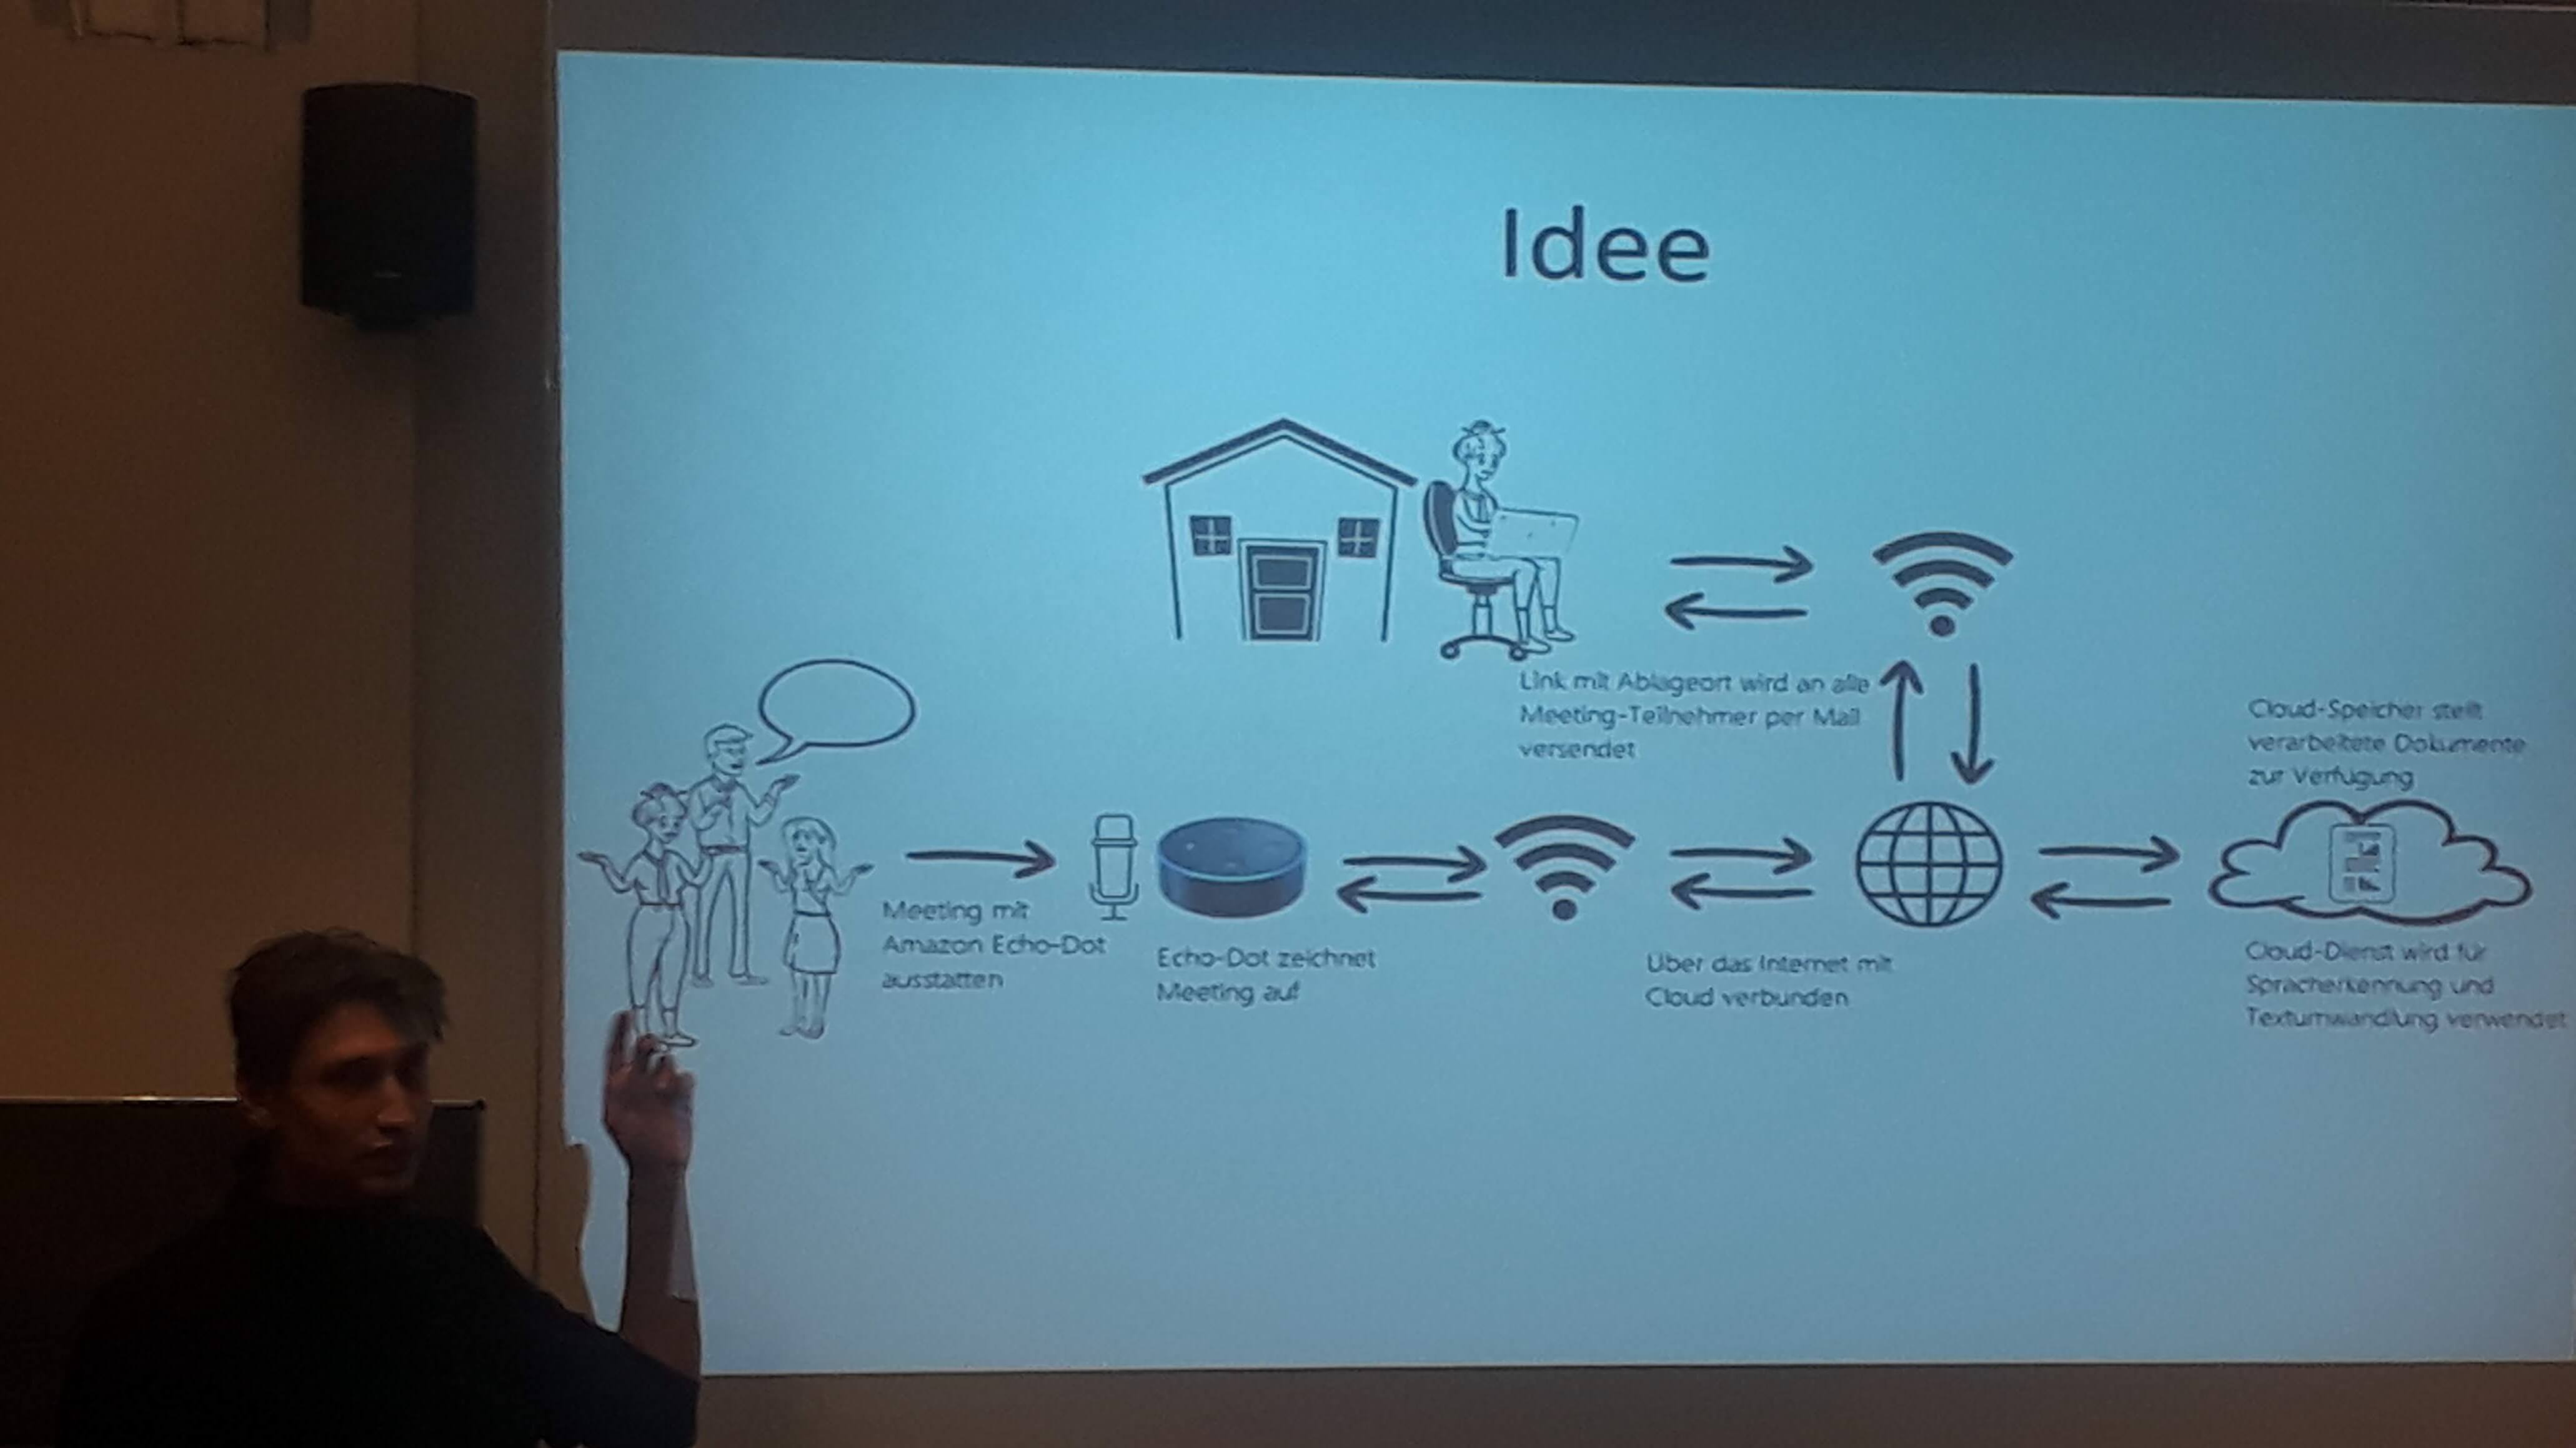 Idee
Link mit Ablageort wird an alle
Meeting-Teilnehmer per Mail
versendet
Cloud-Speicher stellt
verarbeitete Dokumente
zur Verfügung
Meeting mit
Amazon Echo-Dot
ausstatten
Echo-Dot zeichnet
Meeting auf
Über das Internet mit
Cloud verbunden
Cloud-Dienst wird für
Spracherkennung und
Textumwandlung verwendet